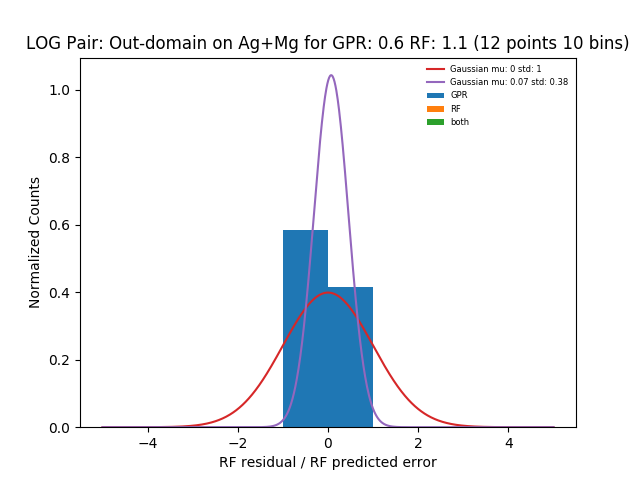 LOG Pair: Out-domain on Ag+Mg for GPR: 0.6 RF: 1.1 (12 points 10 bins)
Gaussian mu: 0 std: 1
Gaussian mu: 0.07 std: 0.38
GPR
RF
both
Normalized Counts
1.0
0.8
0.6
0.4
0.2
0.0
−4
−2
0
2
4
RF residual / RF predicted error